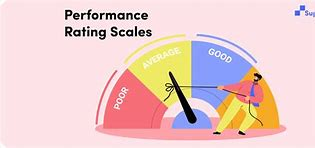 Performance
Rating Scales
POOR
AVERAGE
GOOD